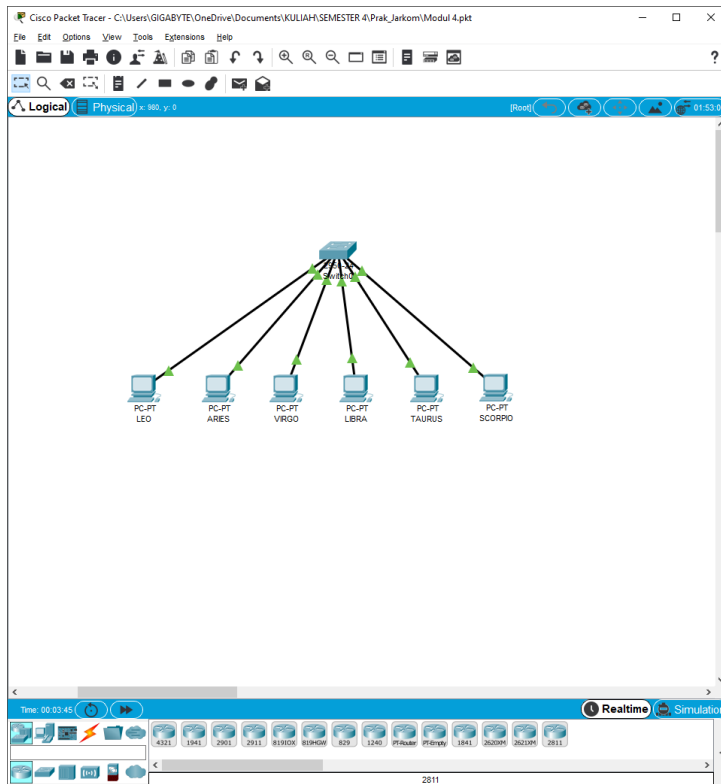 Cisco Packet Tracer - C:\Users\GIGABYTE\OneDrive\Documents\KULIAH\SEMESTER 4\Prak_Jarkom\Modul 4.pkt
File Edit Options View Tools Extensions Help
?
Logical Physical x: 980, y: 0 [Root] 01:53:0
Switch0
PC-PT PC-PT PC-PT PC-PT PC-PT PC-PT
LEO ARIES VIRGO LIBRA TAURUS SCORPIO
Time: 00:03:45 Realtime Simulation
4321 1941 2901 2911 819IOX 819HGW 829 1240 PT-Router PT-Empty 1841 2620XM 2621XM 2811
2811